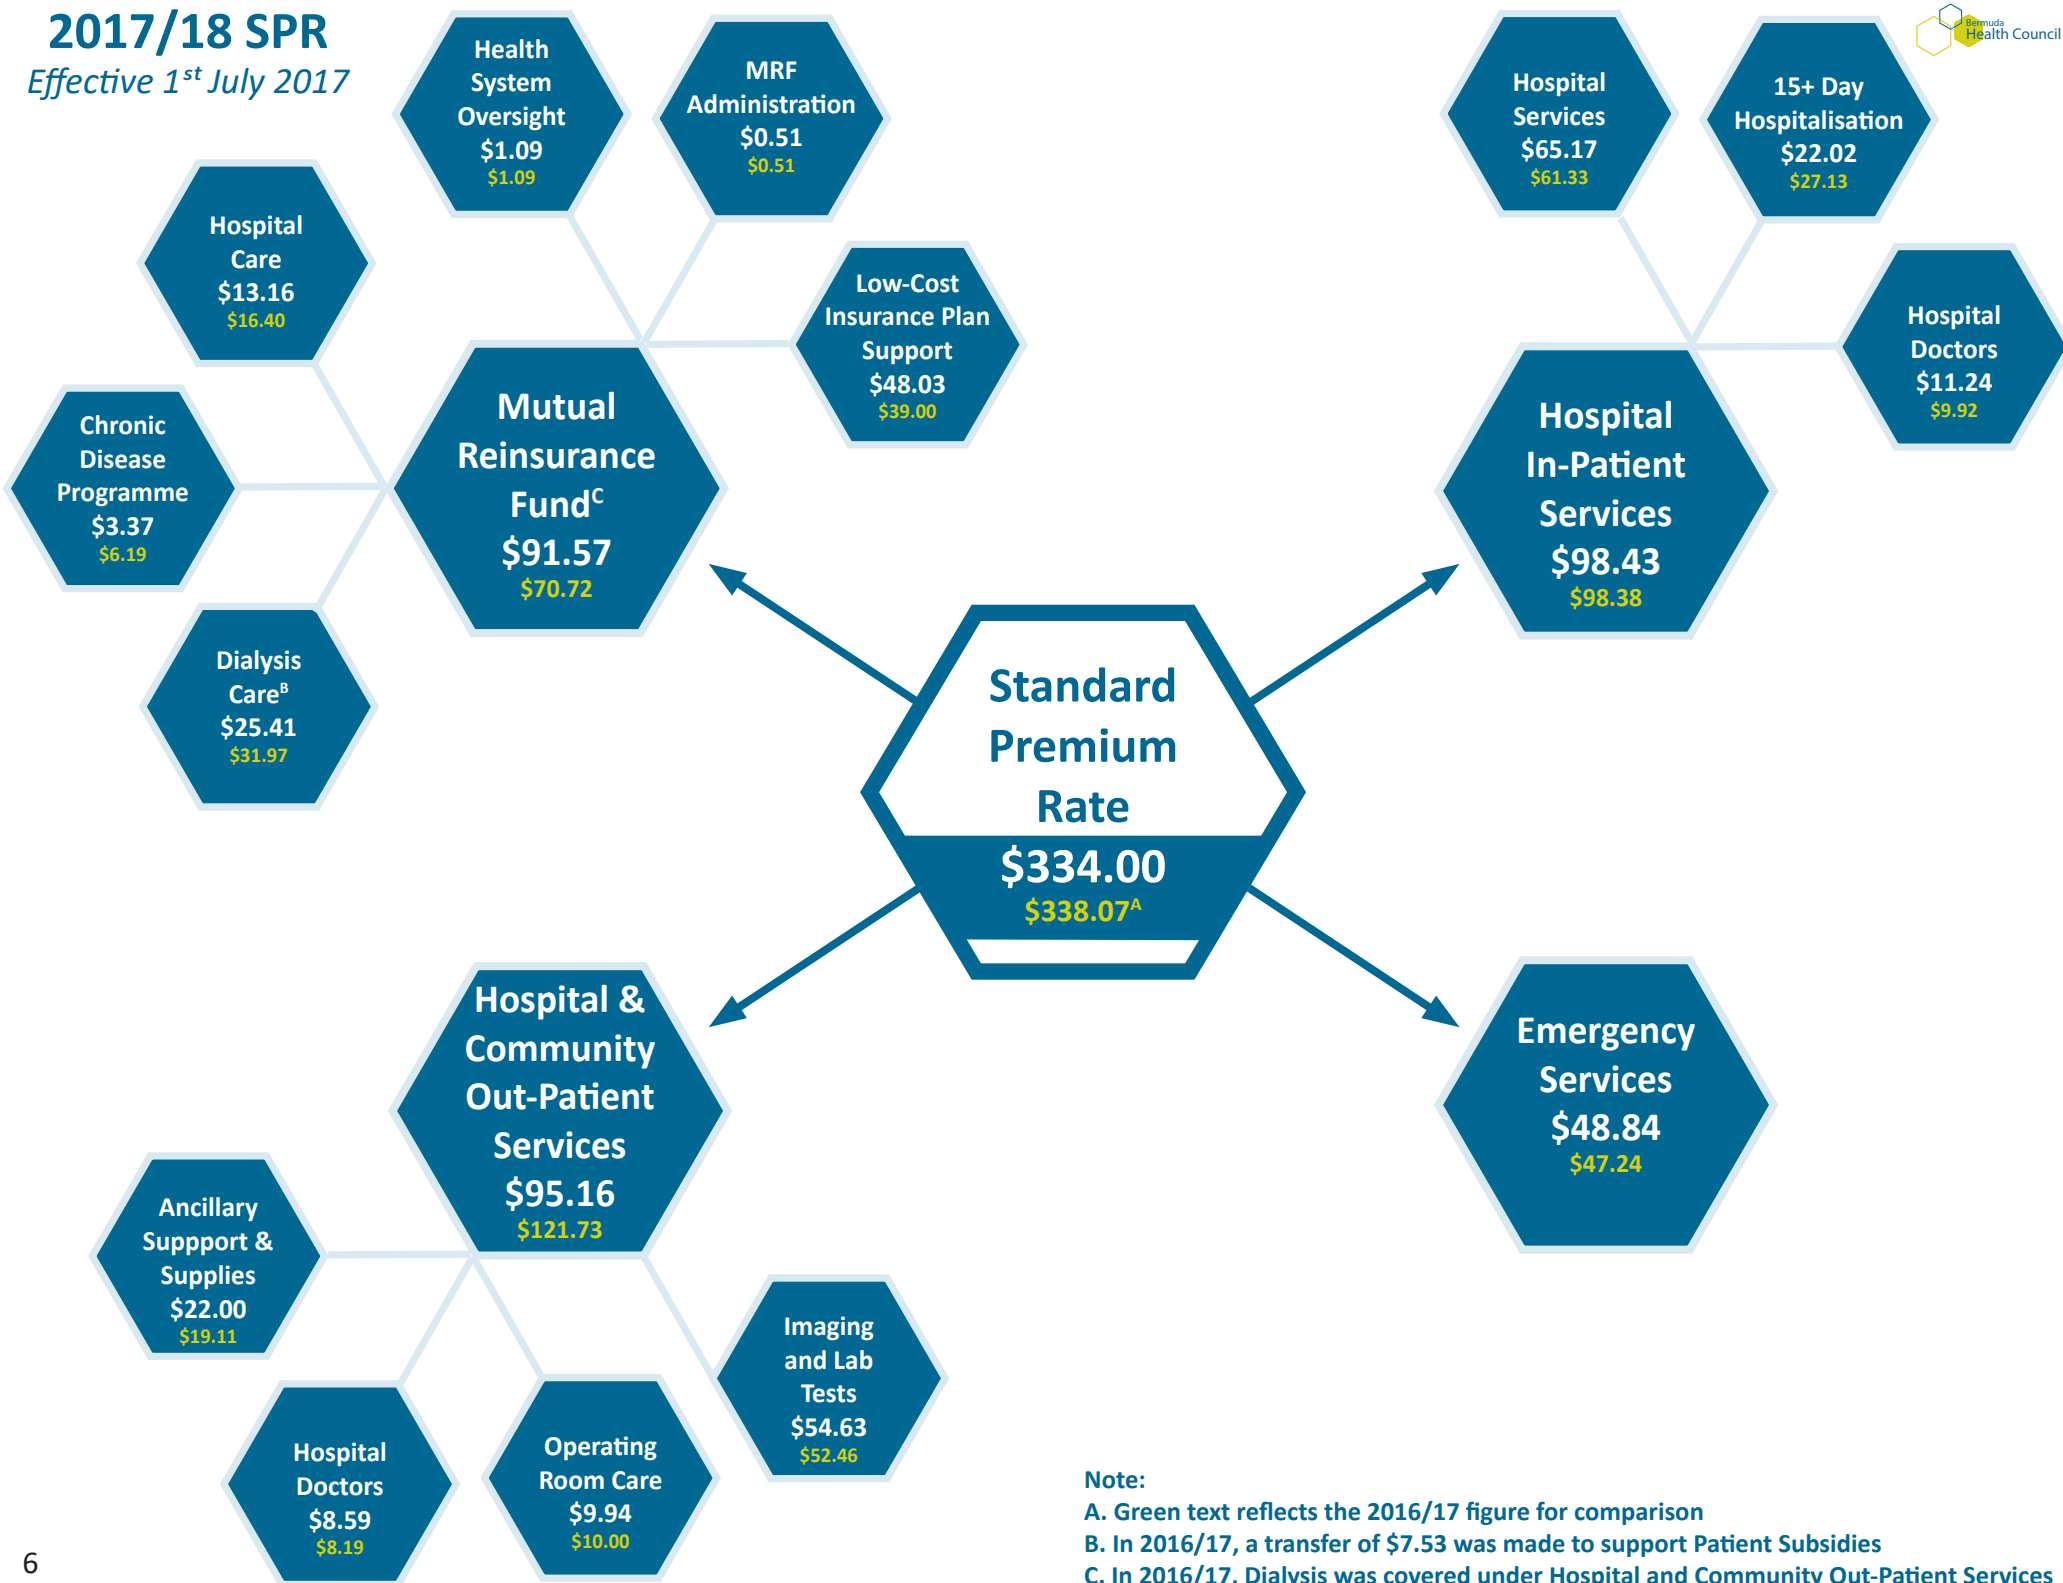 2017/18 SPR
Effective 1st July 2017
Bermuda
Health Council
Health
System
Oversight
$1.09
$1.09
MRF
Administration
$0.51
$0.51
Hospital
Care
$13.16
$16.40
Low-Cost
Insurance Plan
Support
$48.03
$39.00
Chronic
Disease
Programme
$3.37
$6.19
Mutual
Reinsurance
FundC
$91.57
$70.72
Dialysis
CareB
$25.41
$31.97
Hospital
Services
$65.17
$61.33
15+ Day
Hospitalisation
$22.02
$27.13
Hospital
Doctors
$11.24
$9.92
Hospital
In-Patient
Services
$98.43
$98.38
Standard
Premium
Rate
$334.00
$338.07A
Hospital &
Community
Out-Patient
Services
$95.16
$121.73
Emergency
Services
$48.84
$47.24
Ancillary
Suppport &
Supplies
$22.00
$19.11
Hospital
Doctors
$8.59
$8.19
Operating
Room Care
$9.94
$10.00
Imaging
and Lab
Tests
$54.63
$52.46
Note:
A. Green text reflects the 2016/17 figure for comparison
B. In 2016/17, a transfer of $7.53 was made to support Patient Subsidies
C. In 2016/17, Dialysis was covered under Hospital and Community Out-Patient Services
6